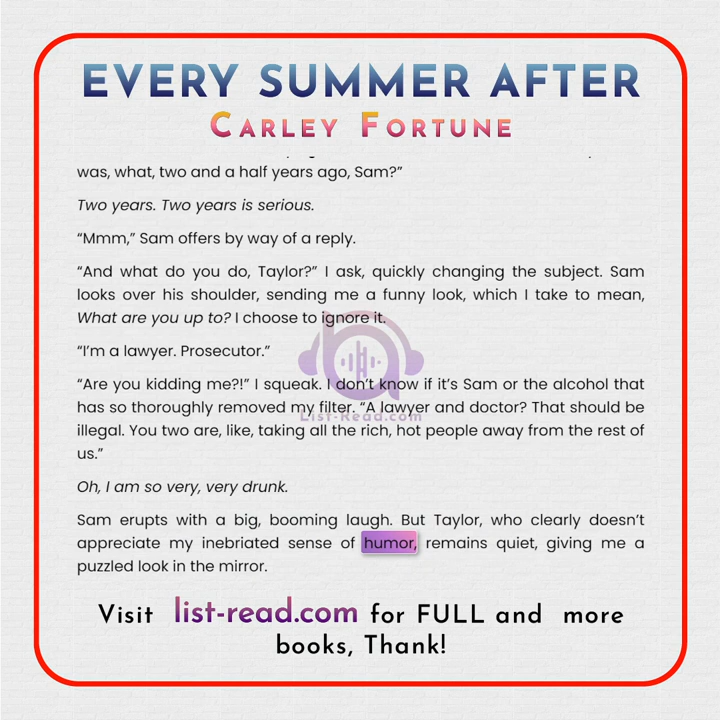 EVERY SUMMER AFTER
CARLEY FORTUNE
was, what, two and a half years ago, Sam?”
Two years. Two years is serious.
“Mmm,” Sam offers by way of a reply.
“And what do you do, Taylor?” I ask, quickly changing the subject. Sam
looks over his shoulder, sending me a funny look, which I take to mean,
What are you up to? I choose to ignore it.
“I’m a lawyer. Prosecutor.”
“Are you kidding me?!” I squeak. I don’t know if it’s Sam or the alcohol that
has so thoroughly removed my filter. “A lawyer and doctor? That should be
List-Read.com
illegal. You two are, like, taking all the rich, hot people away from the rest of
us.”
Oh, I am so very, very drunk.
Sam erupts with a big, booming laugh. But Taylor, who clearly doesn’t
appreciate my inebriated sense of humor, remains quiet, giving me a
puzzled look in the mirror.
Visit list-read.com for FULL and more
books, Thank!